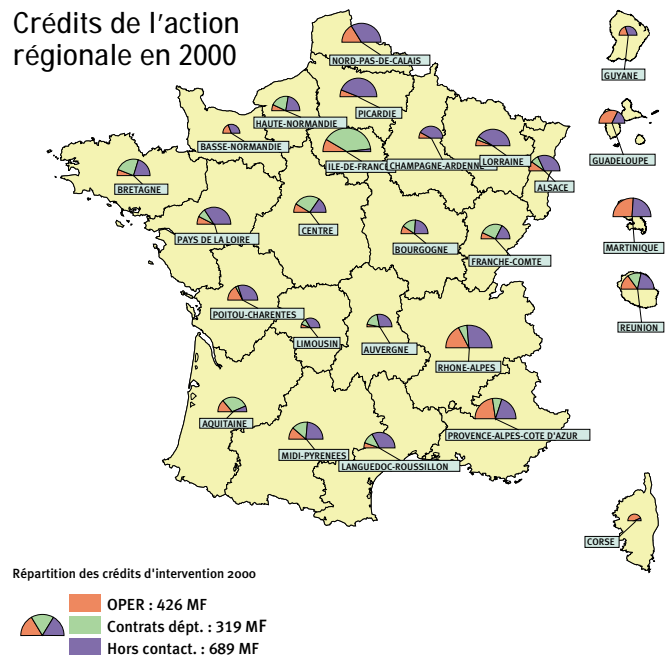 Crédits de l'action
régionale en 2000
NORD-PAS-DE-CALAIS
GUYANE
PICARDIE
HAUTE-NORMANDIE
BASSE-NORMANDIE
ILE-DE-FRANCE
CHAMPAGNE-ARDENNE
LORRAINE
GUADELOUPE
ALSACE
BRETAGNE
PAYS DE LA LOIRE
CENTRE
BOURGOGNE
FRANCHE-COMTE
MARTINIQUE
POITOU-CHARENTES
LIMOUSIN
AUVERGNE
RHONE-ALPES
REUNION
AQUITAINE
MIDI-PYRENEES
LANGUEDOC-ROUSSILLON
PROVENCE-ALPES-COTE D'AZUR
CORSE
Répartition des crédits d'intervention 2000
OPER : 426 MF
Contrats dépt. : 319 MF
Hors contact. : 689 MF